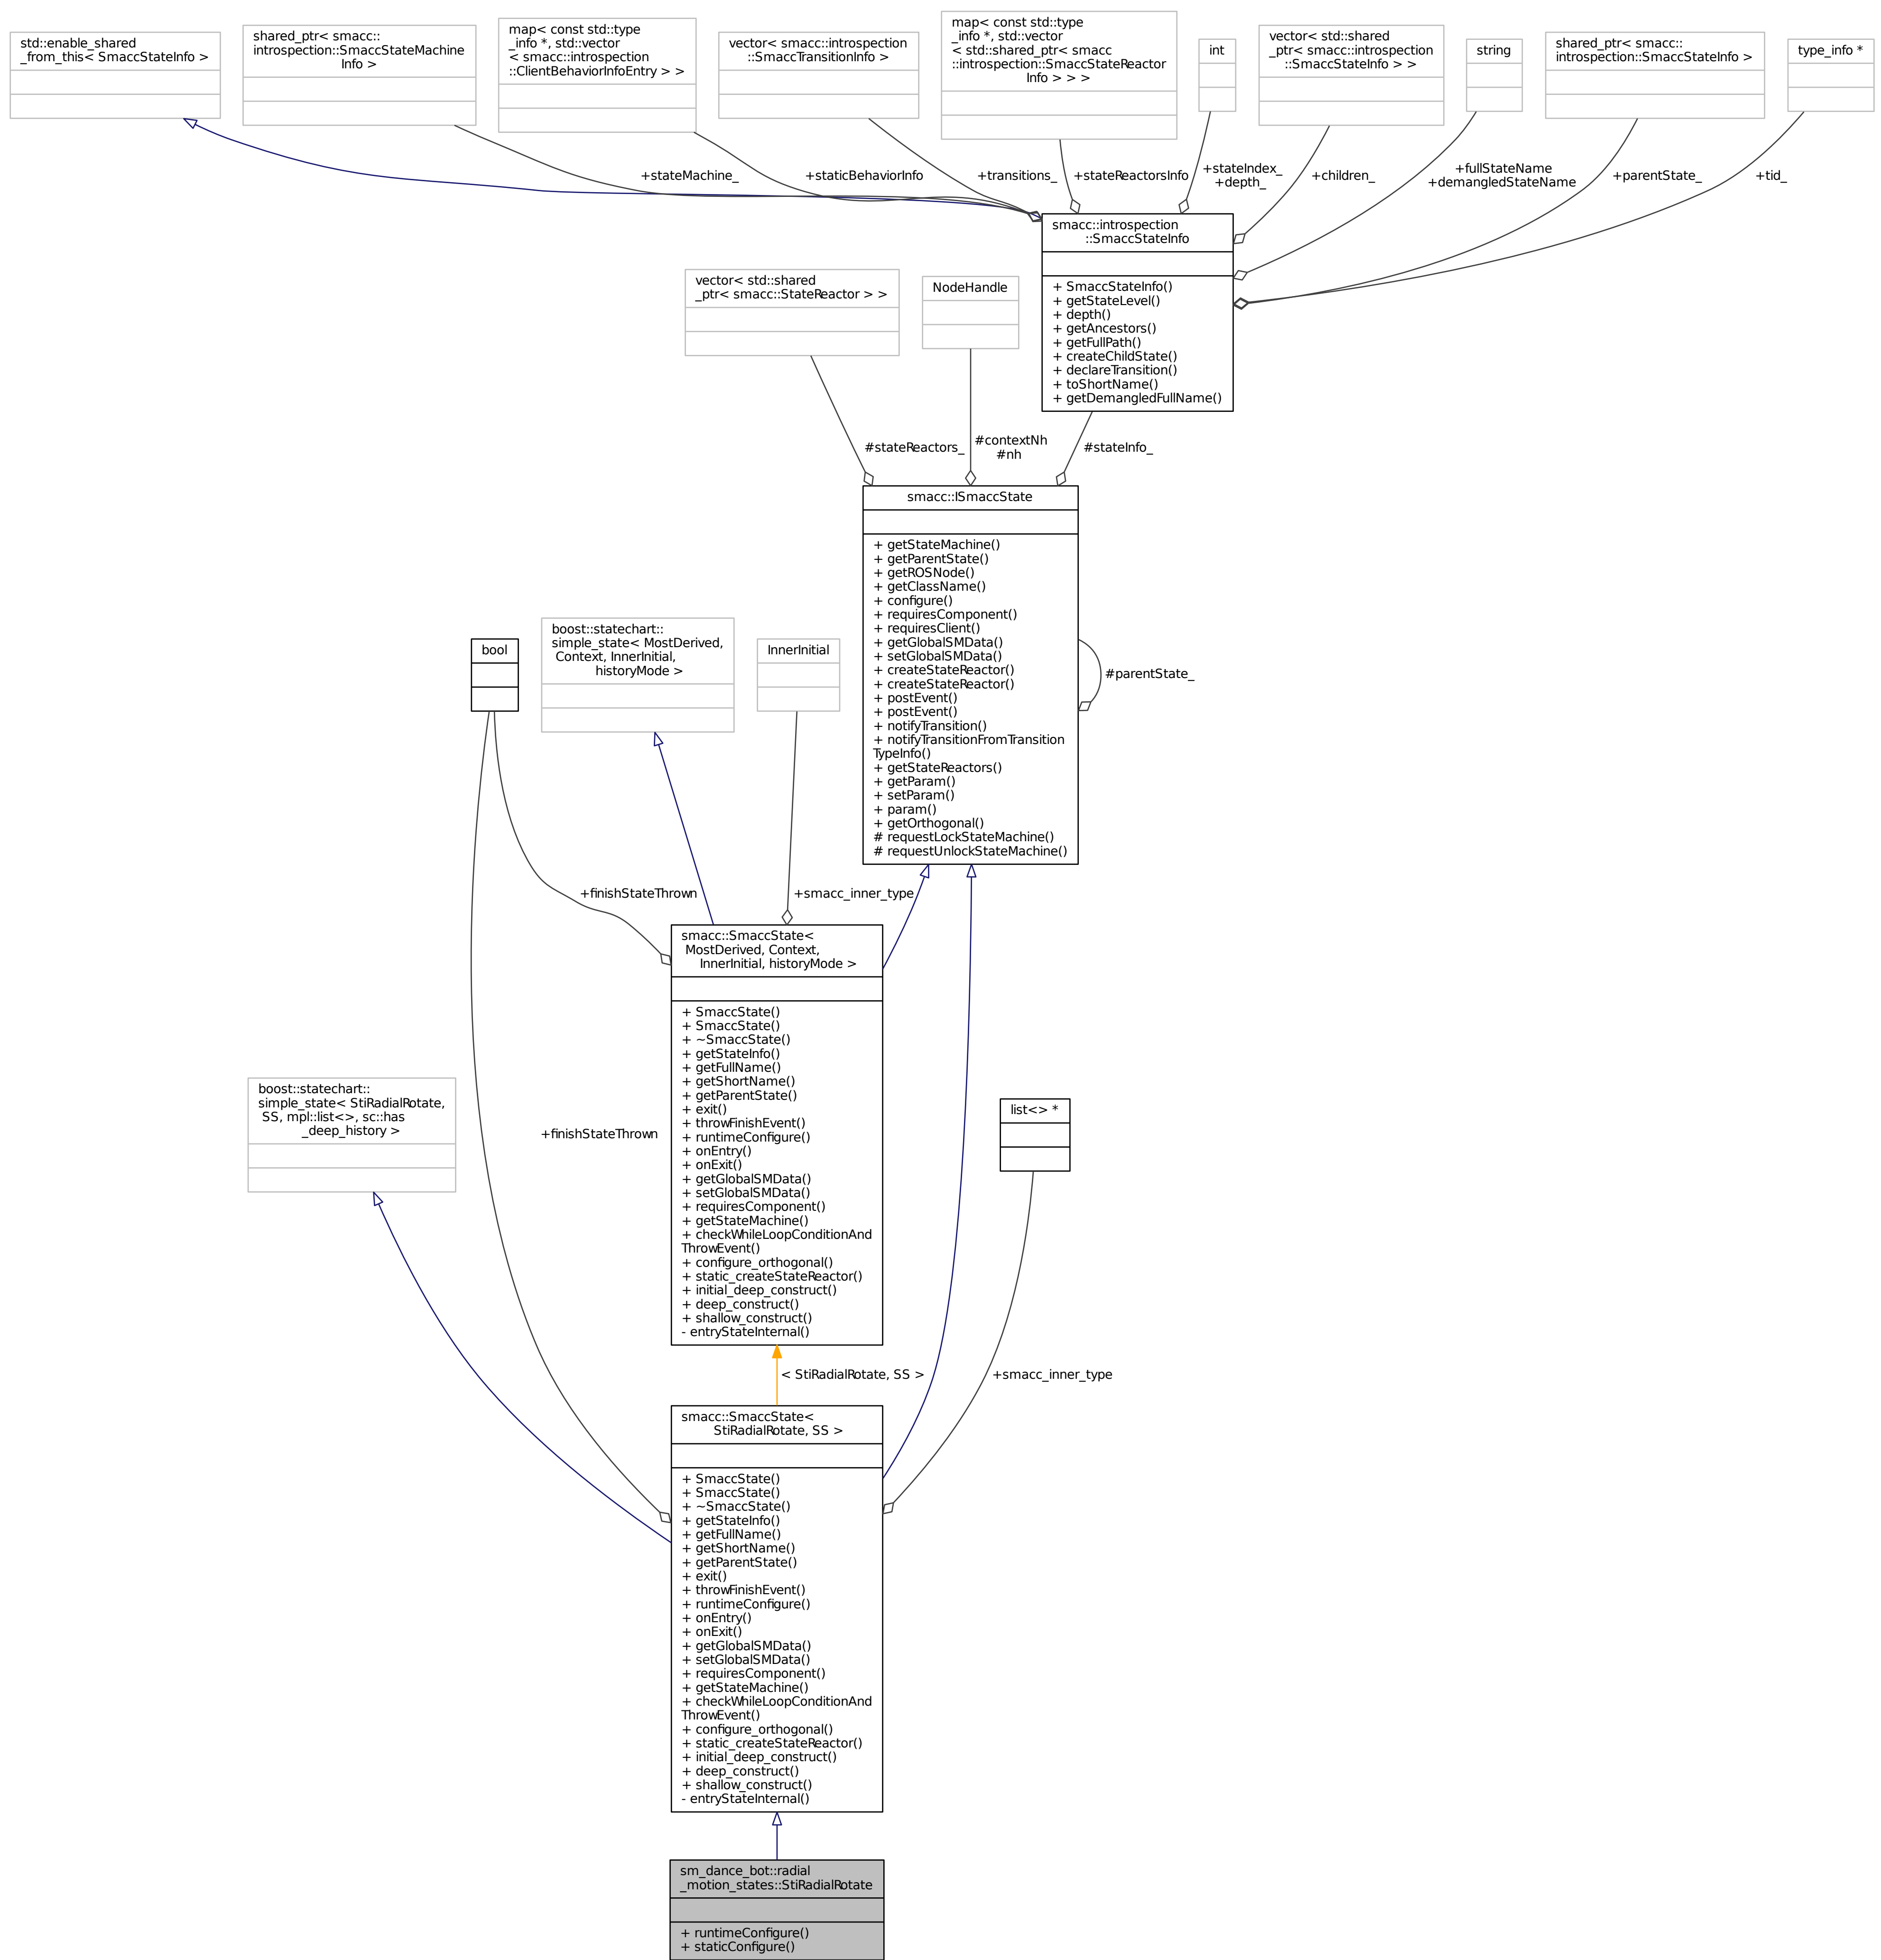 std::enable_shared
_from_this< SmaccStateInfo >
shared_ptr< smacc::
introspection::SmaccStateMachine
Info >
map< const std::type
_info *, std::vector
< smacc::introspection
::ClientBehaviorInfoEntry > >
vector< smacc::introspection
::SmaccTransitionInfo >
map< const std::type
_info *, std::vector
< std::shared_ptr< smacc
::introspection::SmaccStateReactor
Info > > >
int
vector< std::shared
_ptr< smacc::introspection
::SmaccStateInfo > >
string
shared_ptr< smacc::
introspection::SmaccStateInfo >
type_info *
+stateMachine_
+staticBehaviorInfo
+transitions_
+stateReactorsInfo
+stateIndex_
+depth_
+children_
+fullStateName
+demangledStateName
+parentState_
+tid_
smacc::introspection
::SmaccStateInfo
+ SmaccStateInfo()
+ getStateLevel()
+ depth()
+ getAncestors()
+ getFullPath()
+ createChildState()
+ declareTransition()
+ toShortName()
+ getDemangledFullName()
vector< std::shared
_ptr< smacc::StateReactor > >
NodeHandle
#stateReactors_
#contextNh
#nh
#stateInfo_
smacc::ISmaccState
+ getStateMachine()
+ getParentState()
+ getROSNode()
+ getClassName()
+ configure()
+ requiresComponent()
+ requiresClient()
+ getGlobalSMData()
+ setGlobalSMData()
+ createStateReactor()
+ createStateReactor()
+ postEvent()
+ postEvent()
+ notifyTransition()
+ notifyTransitionFromTransition
TypeInfo()
+ getStateReactors()
+ getParam()
+ setParam()
+ param()
+ getOrthogonal()
# requestLockStateMachine()
# requestUnlockStateMachine()
#parentState_
bool
boost::statechart::
simple_state< MostDerived,
Context, InnerInitial,
historyMode >
InnerInitial
+finishStateThrown
+smacc_inner_type
smacc::SmaccState<
MostDerived, Context,
InnerInitial, historyMode >
+ SmaccState()
+ SmaccState()
+ ~SmaccState()
+ getStateInfo()
+ getFullName()
+ getShortName()
+ getParentState()
+ exit()
+ throwFinishEvent()
+ runtimeConfigure()
+ onEntry()
+ onExit()
+ getGlobalSMData()
+ setGlobalSMData()
+ requiresComponent()
+ getStateMachine()
+ checkWhileLoopConditionAnd
ThrowEvent()
+ configure_orthogonal()
+ static_createStateReactor()
+ initial_deep_construct()
+ deep_construct()
+ shallow_construct()
- entryStateInternal()
boost::statechart::
simple_state< StiRadialRotate,
SS, mpl::list<>, sc::has
_deep_history >
+finishStateThrown
list<> *
< StiRadialRotate, SS >
+smacc_inner_type
smacc::SmaccState<
StiRadialRotate, SS >
+ SmaccState()
+ SmaccState()
+ ~SmaccState()
+ getStateInfo()
+ getFullName()
+ getShortName()
+ getParentState()
+ exit()
+ throwFinishEvent()
+ runtimeConfigure()
+ onEntry()
+ onExit()
+ getGlobalSMData()
+ setGlobalSMData()
+ requiresComponent()
+ getStateMachine()
+ checkWhileLoopConditionAnd
ThrowEvent()
+ configure_orthogonal()
+ static_createStateReactor()
+ initial_deep_construct()
+ deep_construct()
+ shallow_construct()
- entryStateInternal()
sm_dance_bot::radial
_motion_states::StiRadialRotate
+ runtimeConfigure()
+ staticConfigure()